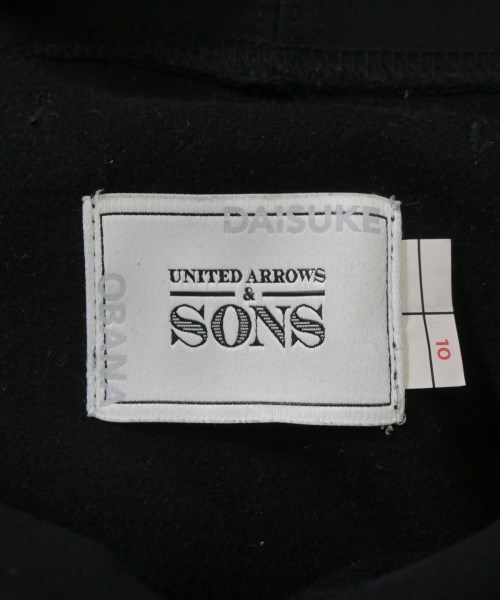 DAISUKE
OBANA
UNITED ARROWS
&
SONS
10